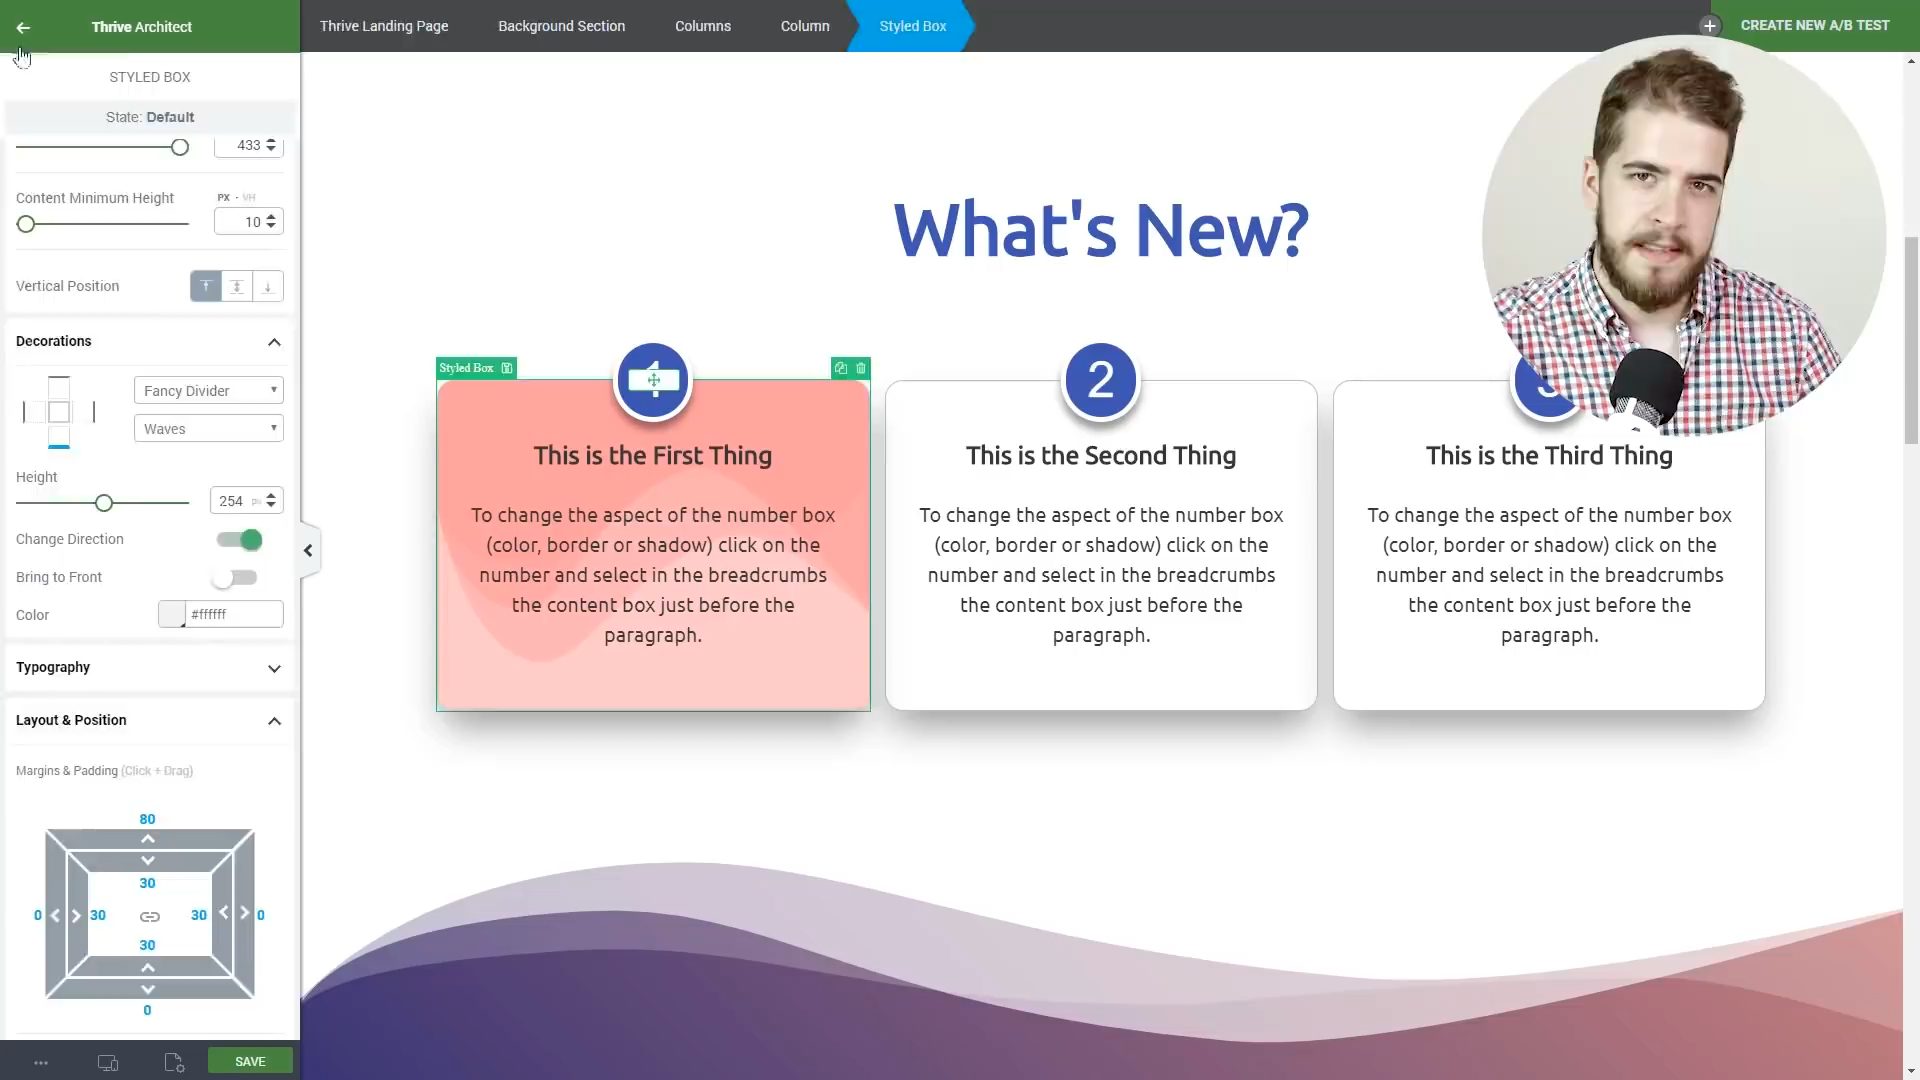 Thrive Architect
Thrive Landing Page
Background Section
Columns
Column
Styled Box
+
CREATE NEW A/B TEST
STYLED BOX
State: Default
433
Content Minimum Height
PX - VH
10
Vertical Position
Decorations
Fancy Divider
Waves
Height
254 px
Change Direction
Bring to Front
Color
#ffffff
Typography
Layout & Position
Margins & Padding (Click + Drag)
80
30
0
30
30
0
30
0
SAVE
What's New?
Styled Box
This is the First Thing
To change the aspect of the number box
(color, border or shadow) click on the
number and select in the breadcrumbs
the content box just before the
paragraph.
2
This is the Second Thing
To change the aspect of the number box
(color, border or shadow) click on the
number and select in the breadcrumbs
the content box just before the
paragraph.
This is the Third Thing
To change the aspect of the number box
(color, border or shadow) click on the
number and select in the breadcrumbs
the content box just before the
paragraph.